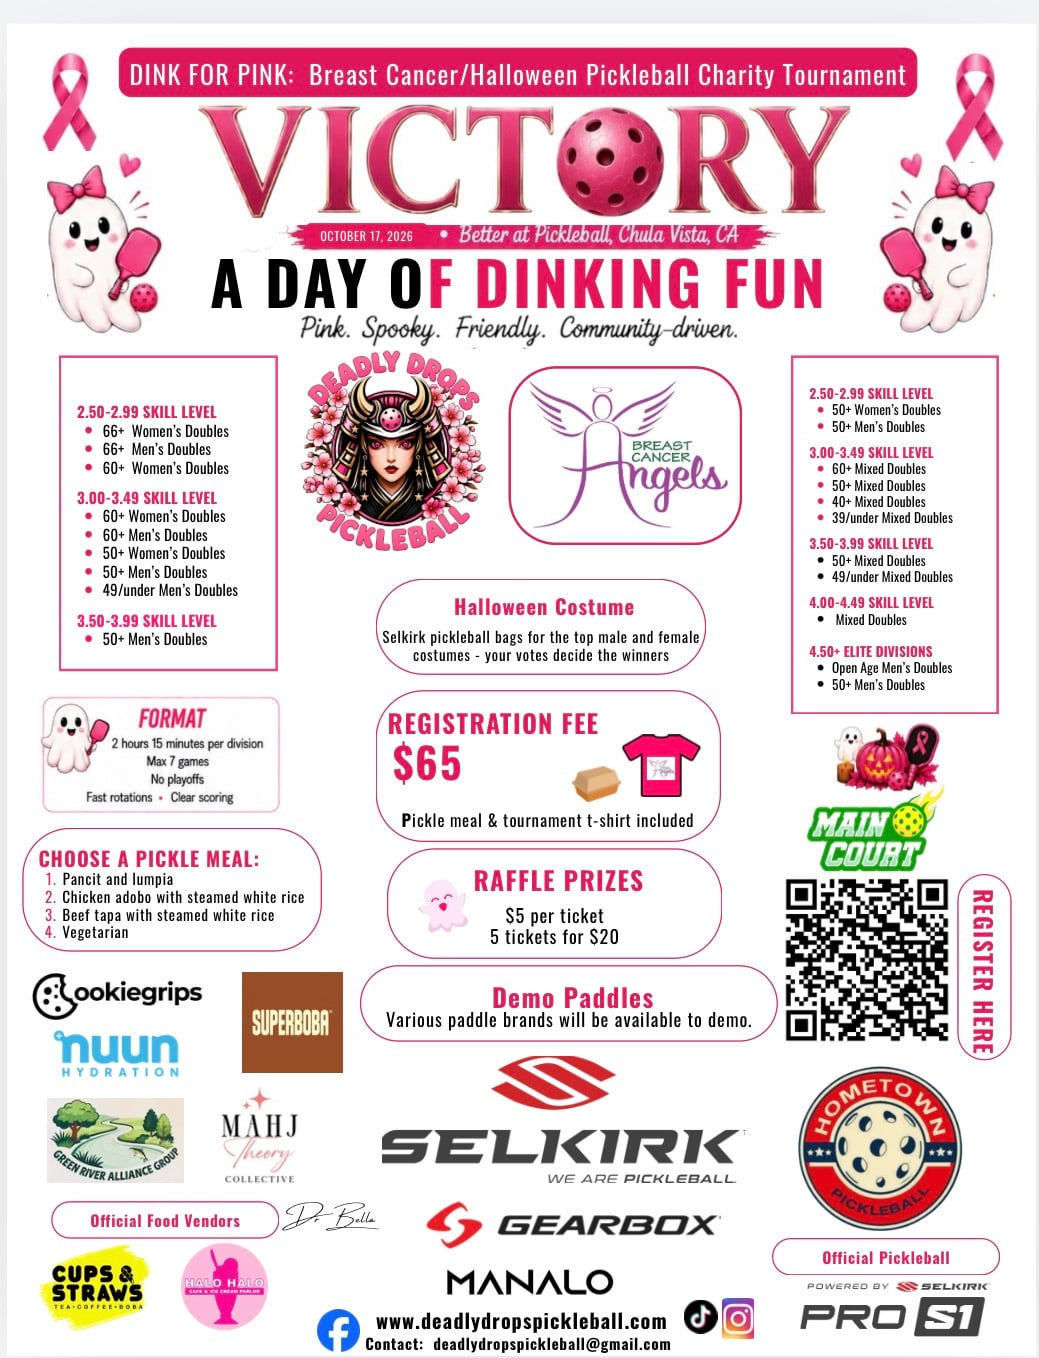 DINK FOR PINK: Breast Cancer/Halloween Pickleball Charity Tournament
VICTORY
OCTOBER 17, 2026 • Better at Pickleball, Chula Vista, CA
A DAY OF DINKING FUN
Pink. Spooky. Friendly. Community-driven.
2.50-2.99 SKILL LEVEL
• 66+ Women's Doubles
• 66+ Men's Doubles
• 60+ Women's Doubles
3.00-3.49 SKILL LEVEL
• 60+ Women's Doubles
• 60+ Men's Doubles
• 50+ Women's Doubles
• 50+ Men's Doubles
• 49/under Men's Doubles
3.50-3.99 SKILL LEVEL
• 50+ Men's Doubles
DEADLY DROPS
PICKLEBALL
BREAST
CANCER
Angels
2.50-2.99 SKILL LEVEL
• 50+ Women's Doubles
• 50+ Men's Doubles
3.00-3.49 SKILL LEVEL
• 60+ Mixed Doubles
• 50+ Mixed Doubles
• 40+ Mixed Doubles
• 39/under Mixed Doubles
3.50-3.99 SKILL LEVEL
• 50+ Mixed Doubles
• 49/under Mixed Doubles
4.00-4.49 SKILL LEVEL
• Mixed Doubles
4.50+ ELITE DIVISIONS
• Open Age Men's Doubles
• 50+ Men's Doubles
Halloween Costume
Selkirk pickleball bags for the top male and female
costumes - your votes decide the winners
FORMAT
2 hours 15 minutes per division
Max 7 games
No playoffs
Fast rotations • Clear scoring
REGISTRATION FEE
$65
Pickle meal & tournament t-shirt included
CHOOSE A PICKLE MEAL:
1. Pancit and lumpia
2. Chicken adobo with steamed white rice
3. Beef tapa with steamed white rice
4. Vegetarian
RAFFLE PRIZES
$5 per ticket
5 tickets for $20
MAIN
COURT
REGISTER HERE
Demo Paddles
Various paddle brands will be available to demo.
Cookiegrips
SUPERBOBA
nuun
HYDRATION
GREEN RIVER ALLIANCE GROUP
MAHJ
Theory
COLLECTIVE
SELKIRK
WE ARE PICKLEBALL.
HOMETOWN
PICKLEBALL
Official Food Vendors
Dr Bella
GEARBOX
Official Pickleball
CUPS &
STRAWS
TEA•COFFEE•BOBA
HALO HALO
CAFE & ICE CREAM PARLOR
MANALO
POWERED BY SELKIRK
PRO S1
www.deadlydropspickleball.com
Contact: deadlydropspickleball@gmail.com